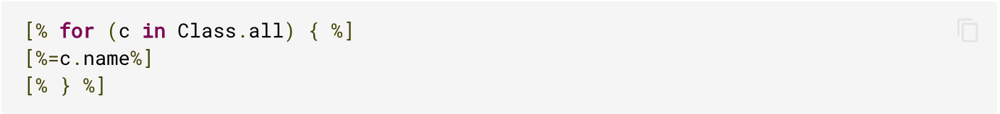 [% for (c in Class.all) { %]
[%=c.name%]
[% } %]